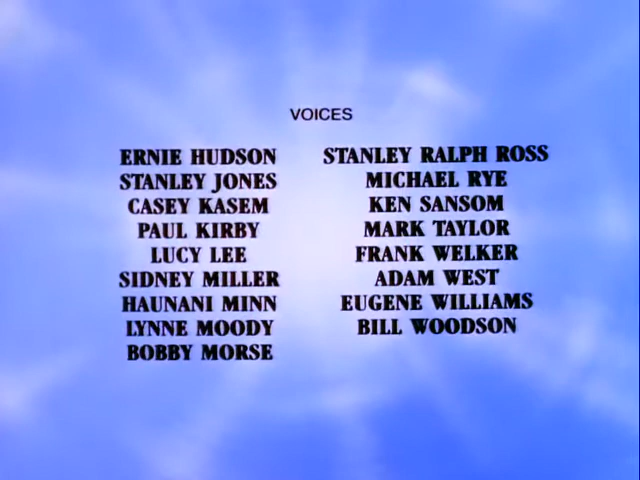 VOICES
ERNIE HUDSON
STANLEY JONES
CASEY KASEM
PAUL KIRBY
LUCY LEE
SIDNEY MILLER
HAUNANI MINN
LYNNE MOODY
BOBBY MORSE
STANLEY RALPH ROSS
MICHAEL RYE
KEN SANSOM
MARK TAYLOR
FRANK WELKER
ADAM WEST
EUGENE WILLIAMS
BILL WOODSON